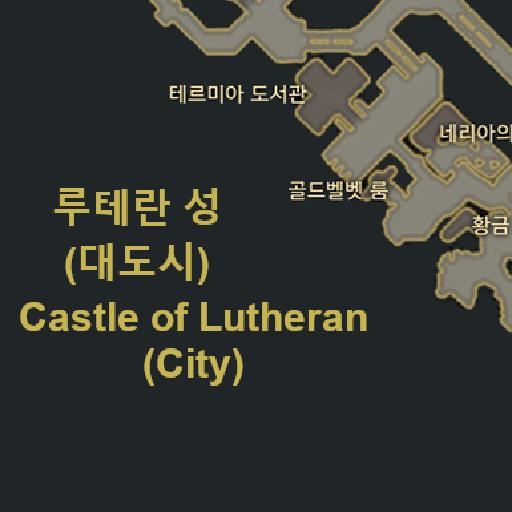 테르미아 도서관
네리아의
골드벨벳 룸
황금
루테란 성
(대도시)
Castle of Lutheran
(City)